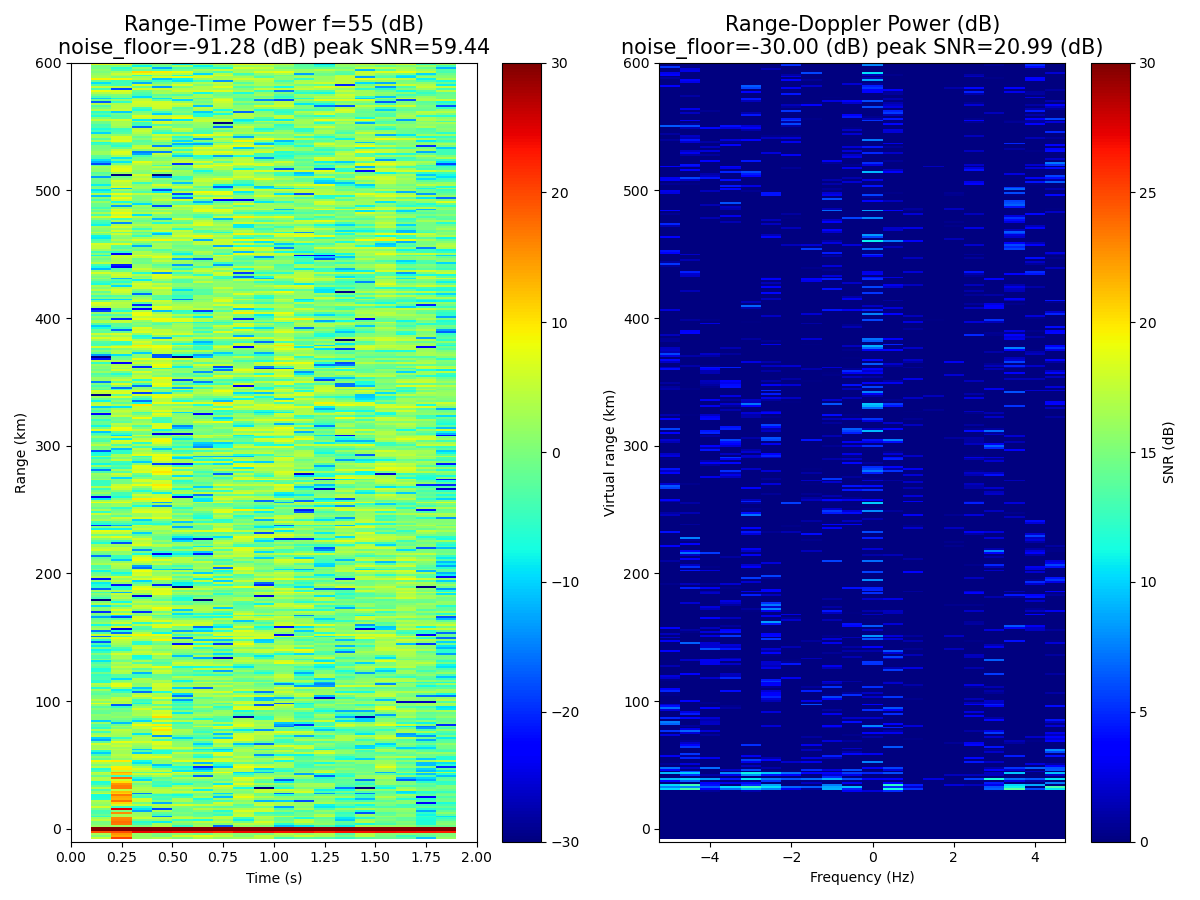 Range-Time Power f=55 (dB)
noise_floor=-91.28 (dB) peak SNR=59.44
600
500
400
300
200
100
0
Range (km)
0.00 0.25 0.50 0.75 1.00 1.25 1.50 1.75 2.00
Time (s)
30
20
10
0
−10
−20
−30
Range-Doppler Power (dB)
noise_floor=-30.00 (dB) peak SNR=20.99 (dB)
600
500
400
300
200
100
0
Virtual range (km)
−4 −2 0 2 4
Frequency (Hz)
30
25
20
15
10
5
0
SNR (dB)